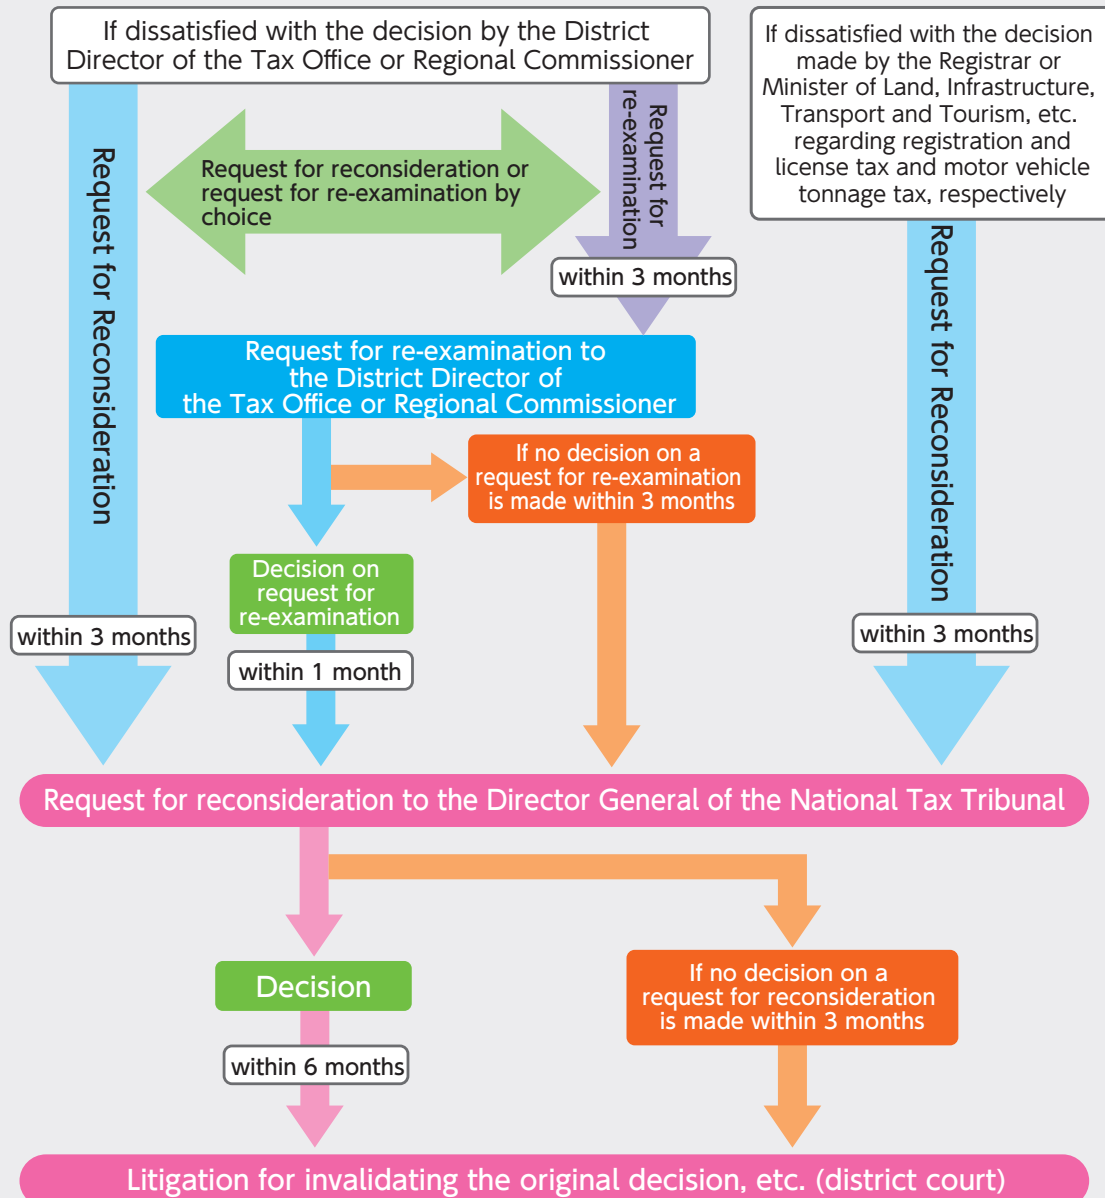 If dissatisfied with the decision by the District
Director of the Tax Office or Regional Commissioner
If dissatisfied with the decision
made by the Registrar or
Minister of Land, Infrastructure,
Transport and Tourism, etc.
regarding registration and
license tax and motor vehicle
tonnage tax, respectively
Request for Reconsideration
Request for reconsideration or
request for re-examination by
choice
Request for
re-examination
within 3 months
Request for Reconsideration
Request for re-examination to
the District Director of
the Tax Office or Regional Commissioner
If no decision on a
request for re-examination
is made within 3 months
Decision on
request for
re-examination
within 3 months
within 1 month
within 3 months
Request for reconsideration to the Director General of the National Tax Tribunal
Decision
If no decision on a
request for reconsideration
is made within 3 months
within 6 months
Litigation for invalidating the original decision, etc. (district court)